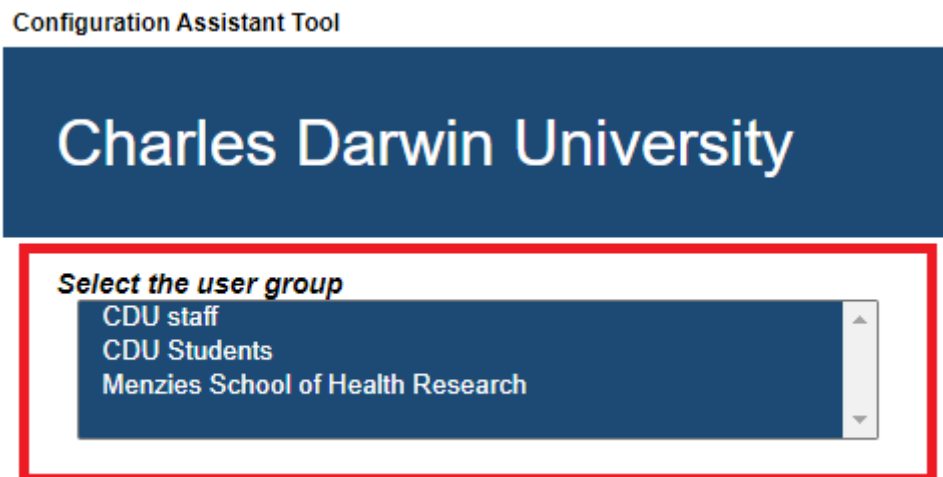 Configuration Assistant Tool
Charles Darwin University
Select the user group
CDU staff
CDU Students
Menzies School of Health Research